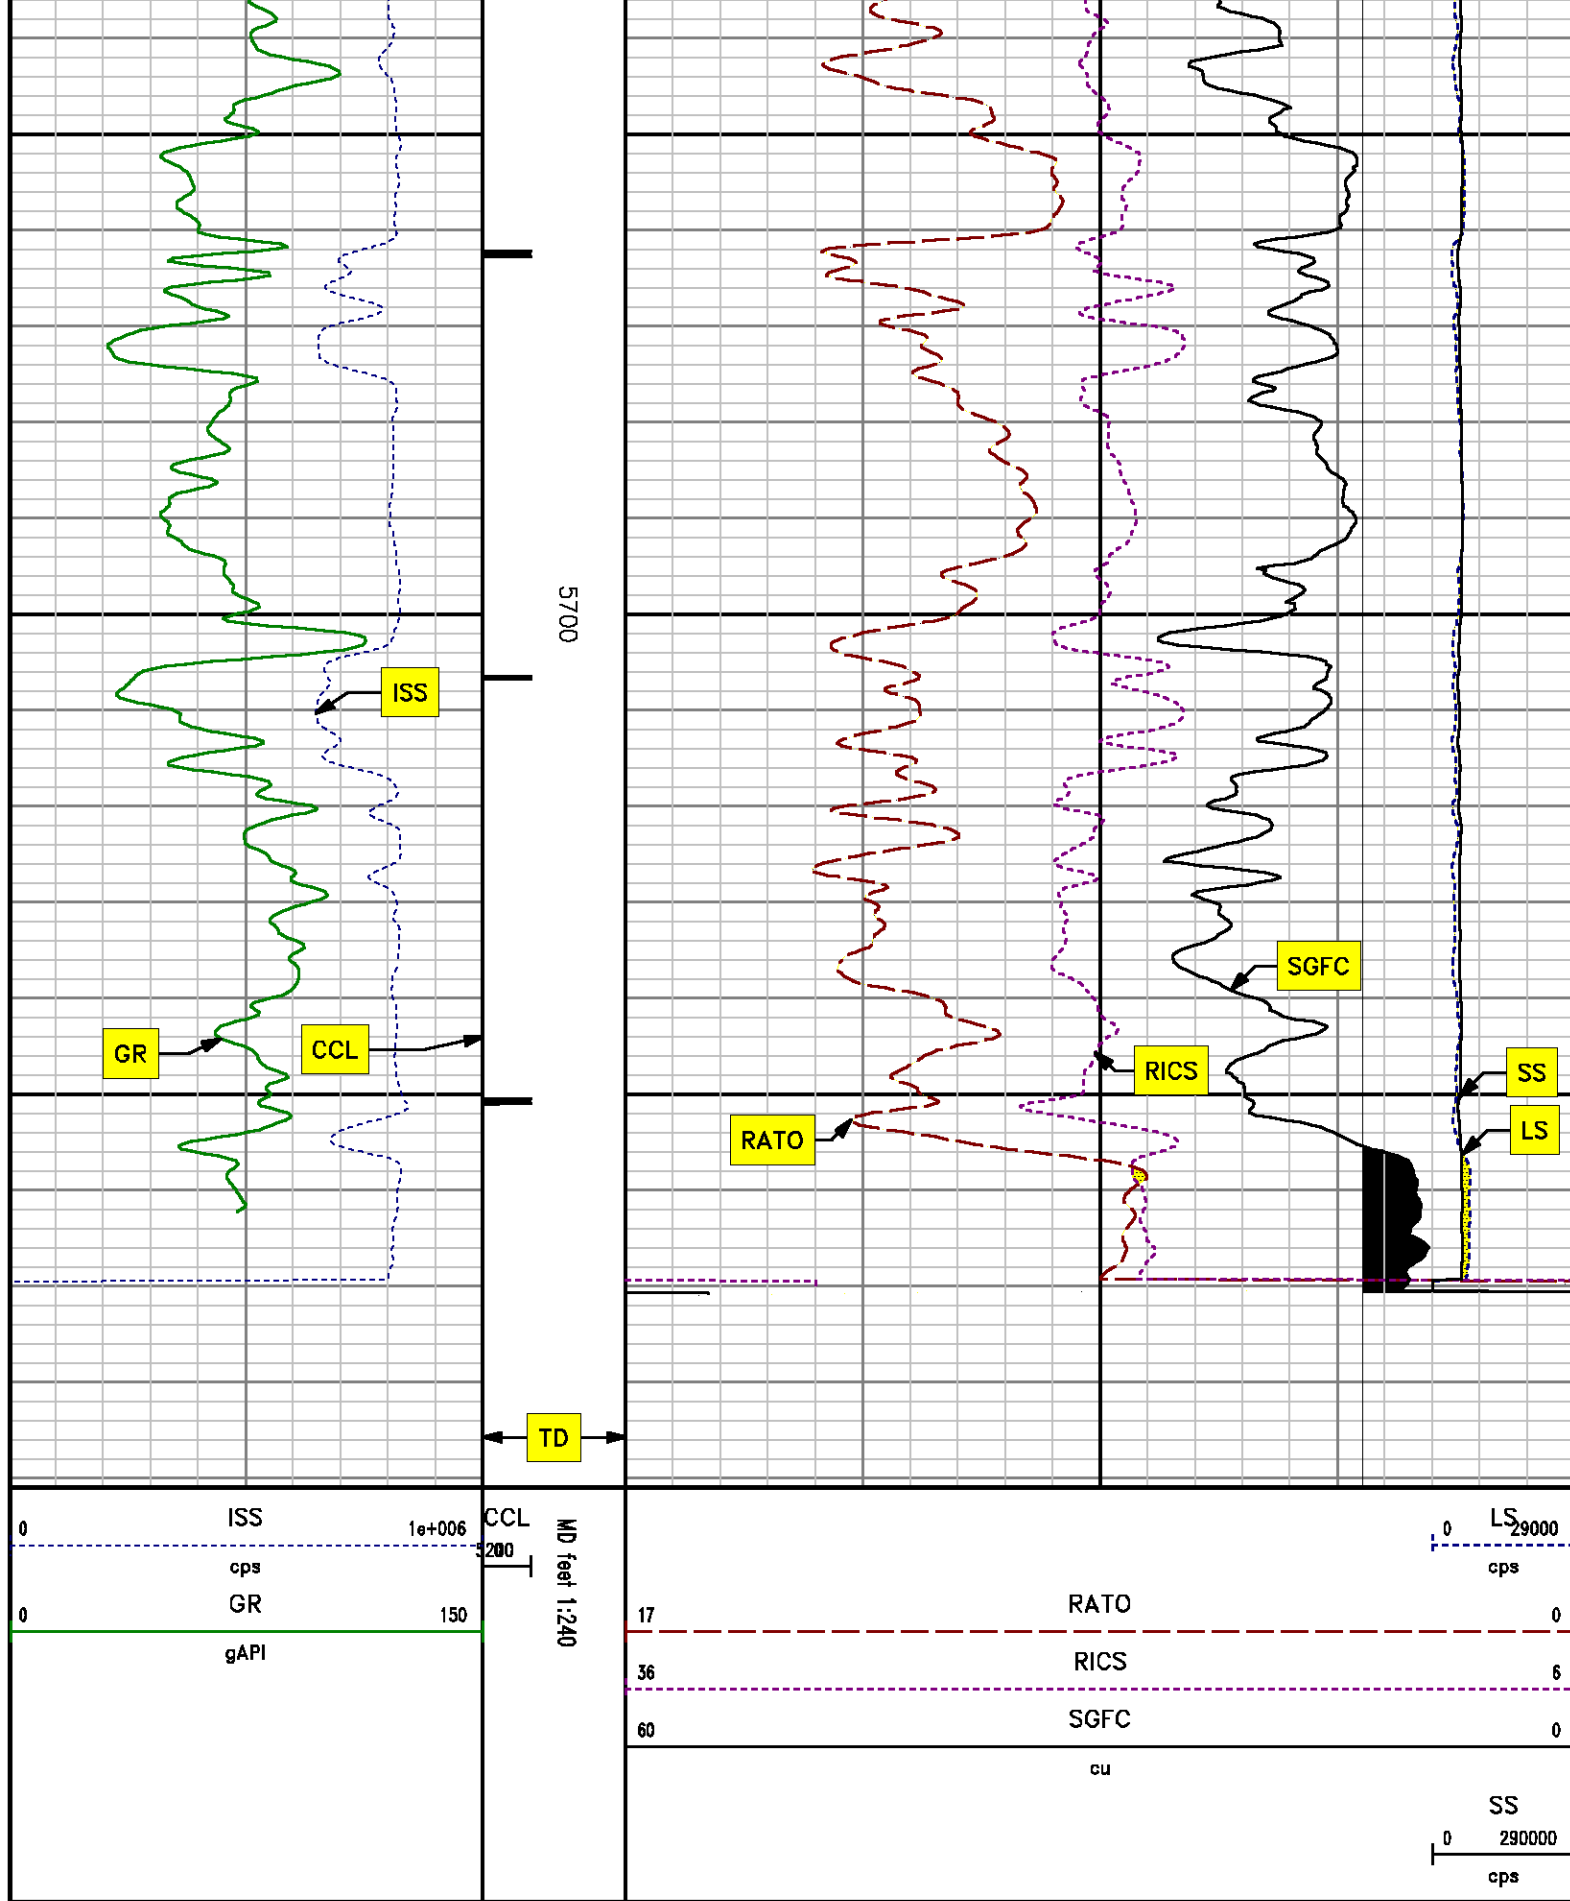 5700
ISS
SGFC
GR
CCL
RICS
SS
RATO
LS
TD
ISS
0 1e+006
cps
GR
0 150
gAPI
CCL
MD feet 1:240
LS
0 29000
cps
RATO
17 0
RICS
36 6
SGFC
60 0
cu
SS
0 290000
cps